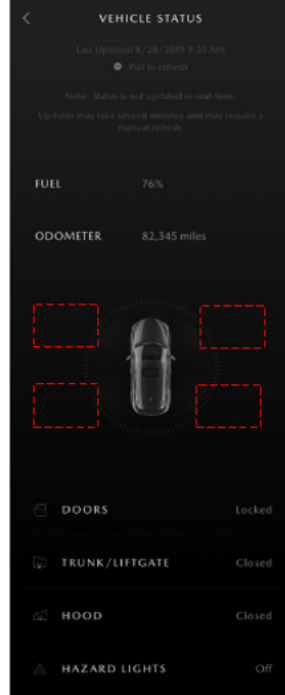 VEHICLE STATUS
Last Updated 8/28/2019 9:35 AM
Pull to refresh
Note: Status is not updated in real-time.
Updates may take several minutes and may require a
manual refresh.
FUEL 76%
ODOMETER 82,345 miles
DOORS Locked
TRUNK/LIFTGATE Closed
HOOD Closed
HAZARD LIGHTS Off